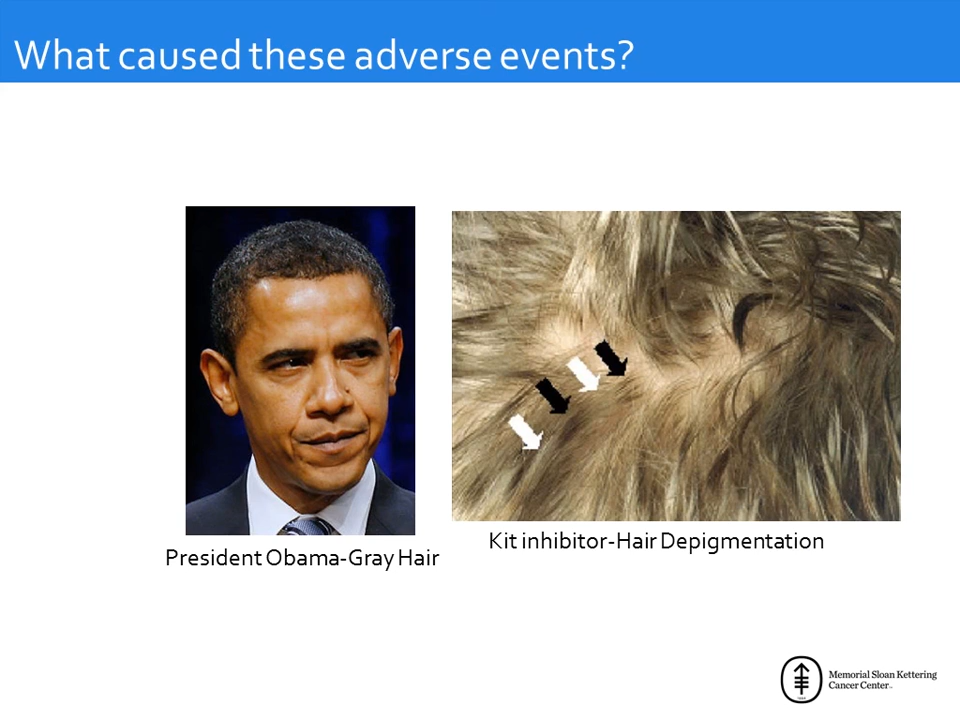 What caused these adverse events?
President Obama-Gray Hair
Kit inhibitor-Hair Depigmentation
Memorial Sloan Kettering
Cancer Center